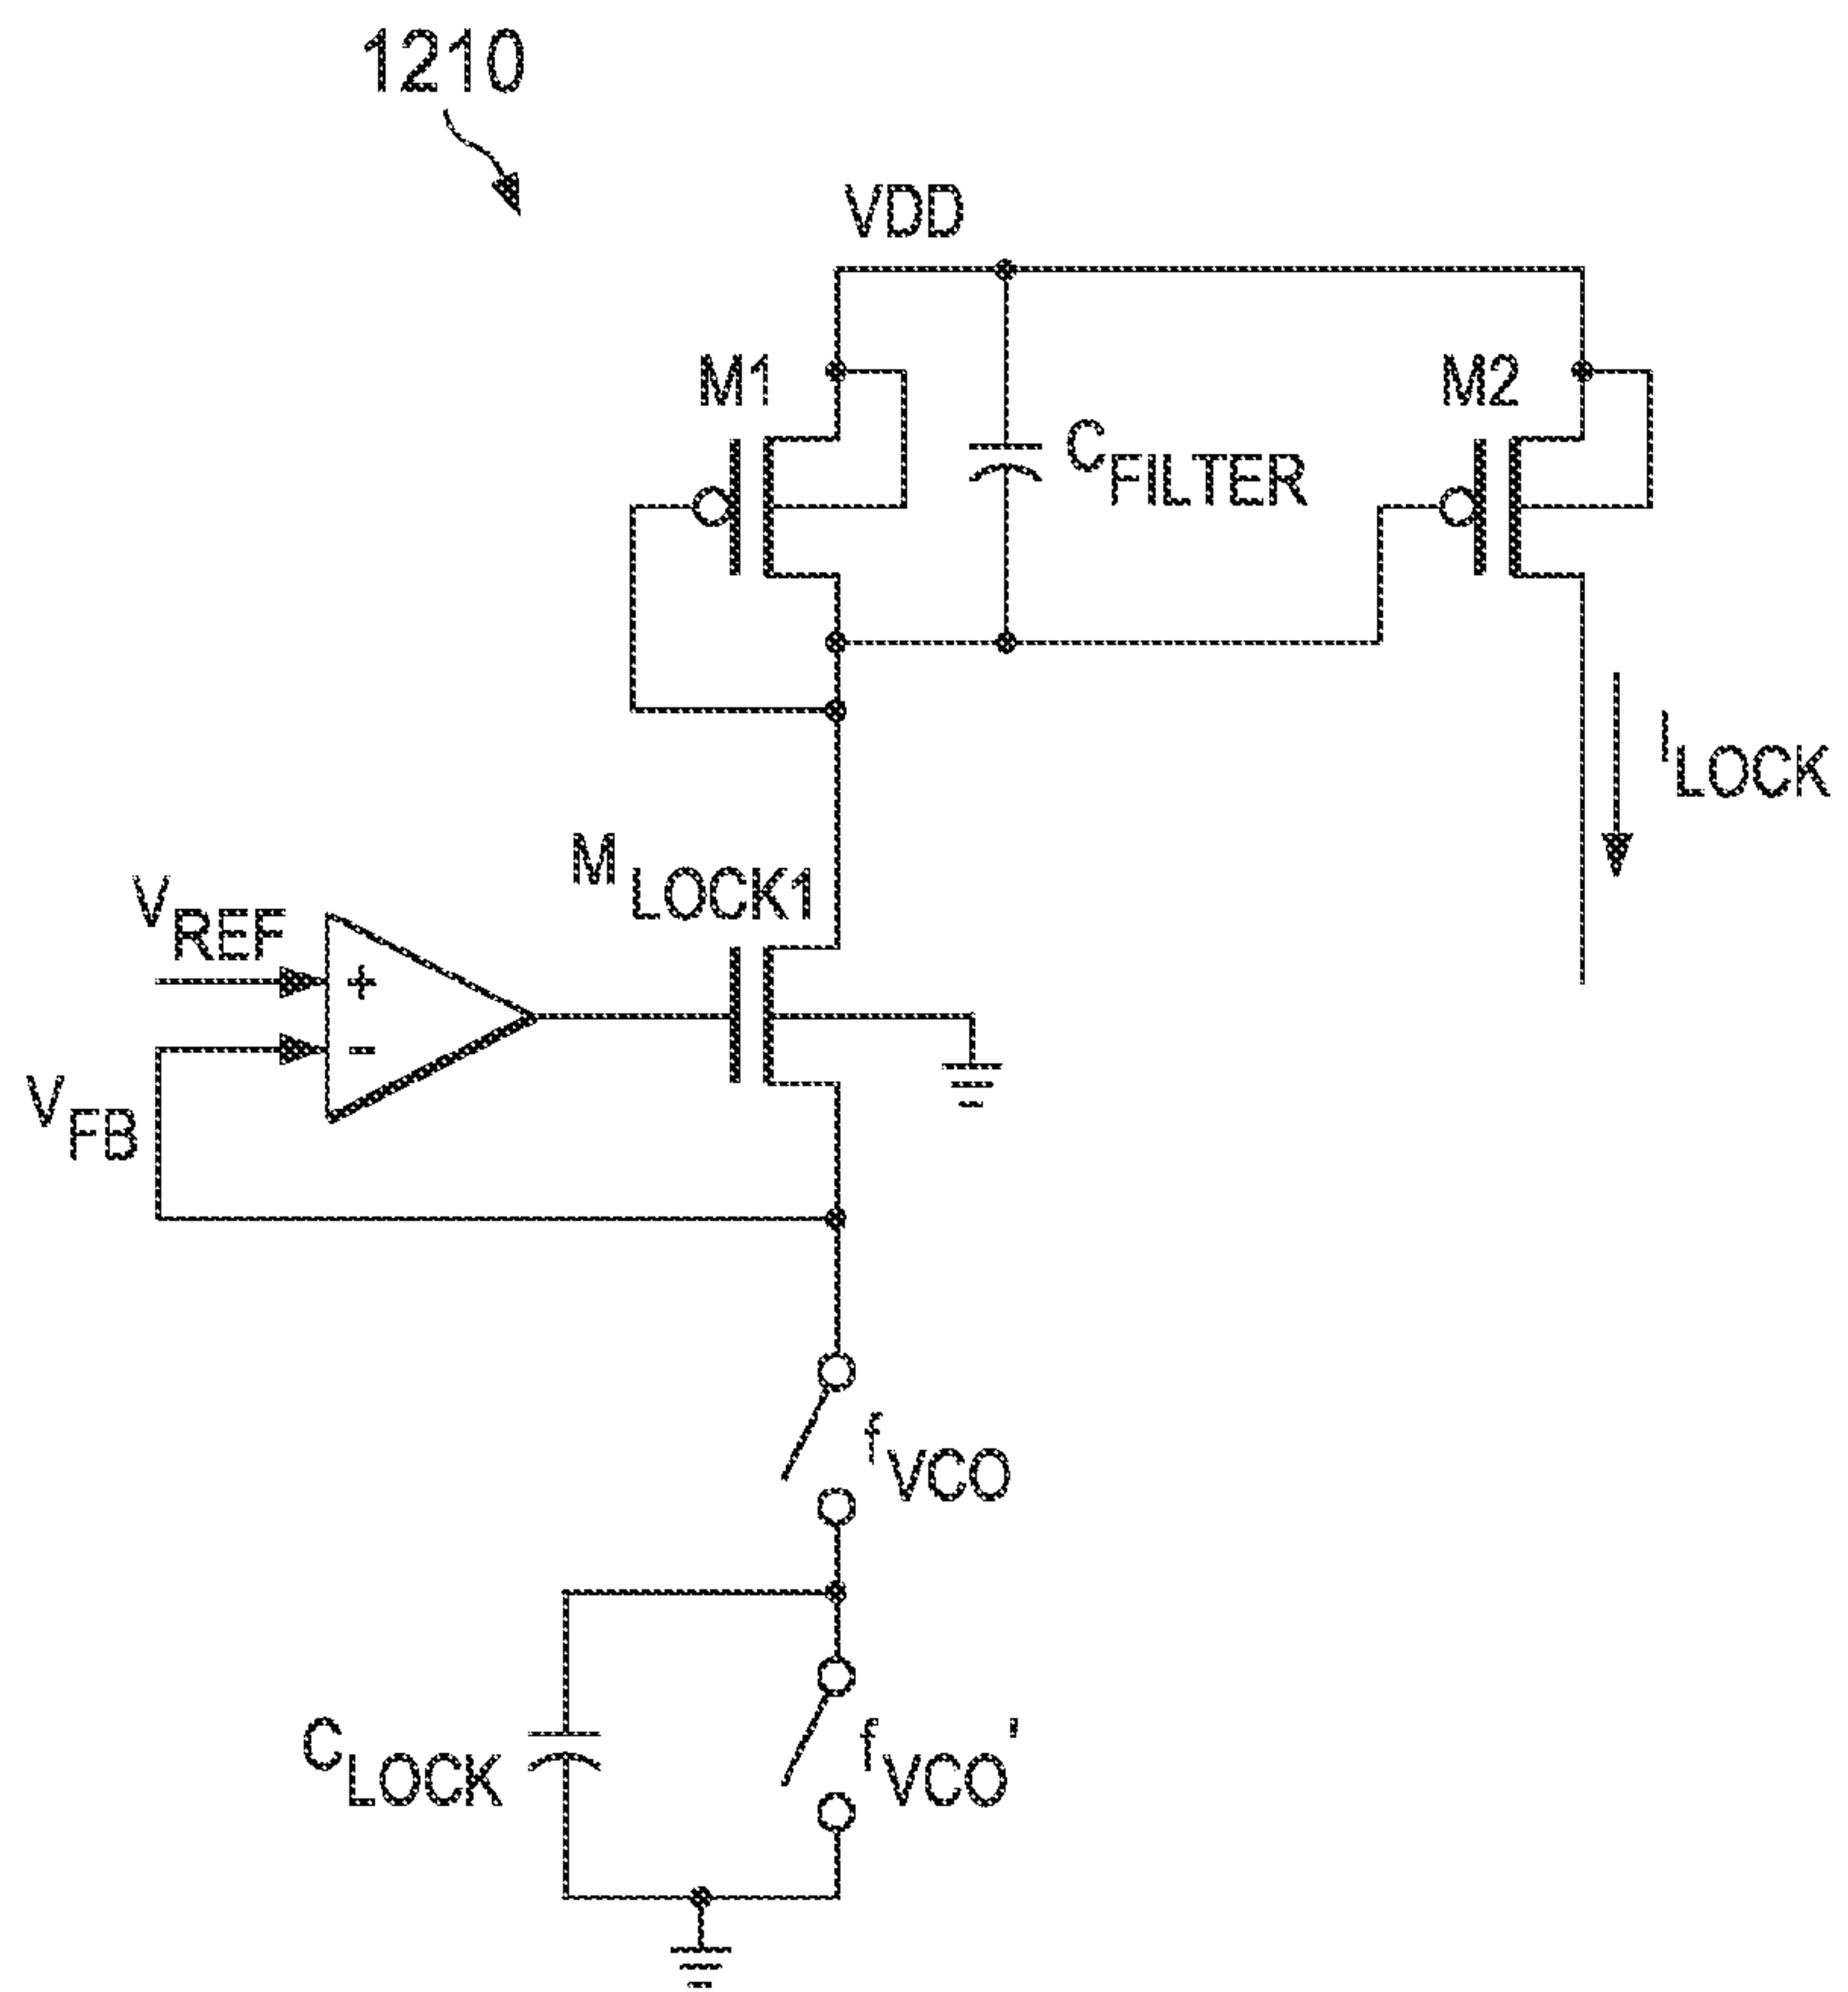 1210
VDD
M1
CFILTER
M2
ILOCK
MLOCK1
VREF
+
-
VFB
fVCO
CLOCK
fVCO'